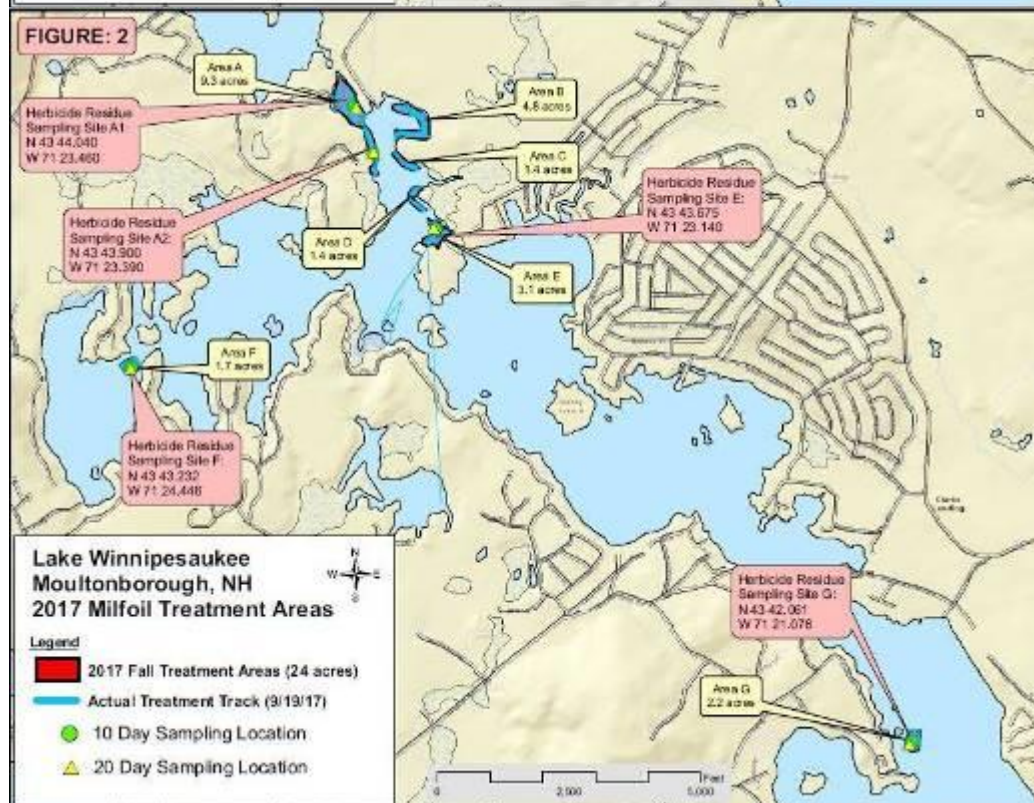 FIGURE: 2
Area A
9.3 acres
Area B
4.8 acres
Herbicide Residue
Sampling Site A1:
N 43 44.040
W 71 23.460
Area C
1.4 acres
Herbicide Residue
Sampling Site E:
N 43 43.675
W 71 23.140
Herbicide Residue
Sampling Site A2:
N 43 43.900
W 71 23.390
Area D
1.4 acres
Area E
3.1 acres
Area F
1.7 acres
Herbicide Residue
Sampling Site F:
N 43 43.232
W 71 24.448
Lake Winnipesaukee
Moultonborough, NH
2017 Milfoil Treatment Areas
N
W E
S
Legend
2017 Fall Treatment Areas (24 acres)
Actual Treatment Track (9/19/17)
10 Day Sampling Location
20 Day Sampling Location
Herbicide Residue
Sampling Site G:
N 43 42.061
W 71 21.078
Area G
2.2 acres
Feet
0 2,500 5,000